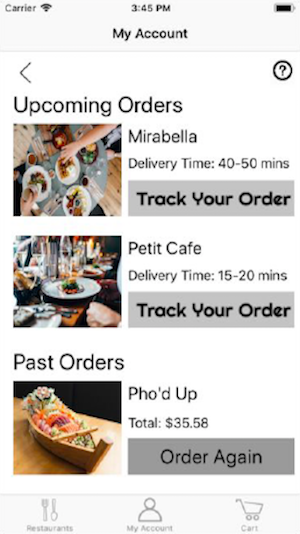 Carrier 3:45 PM
My Account
Upcoming Orders
Mirabella
Delivery Time: 40-50 mins
Track Your Order
Petit Cafe
Delivery Time: 15-20 mins
Track Your Order
Past Orders
Pho'd Up
Total: $35.58
Order Again
Restaurants My Account Cart